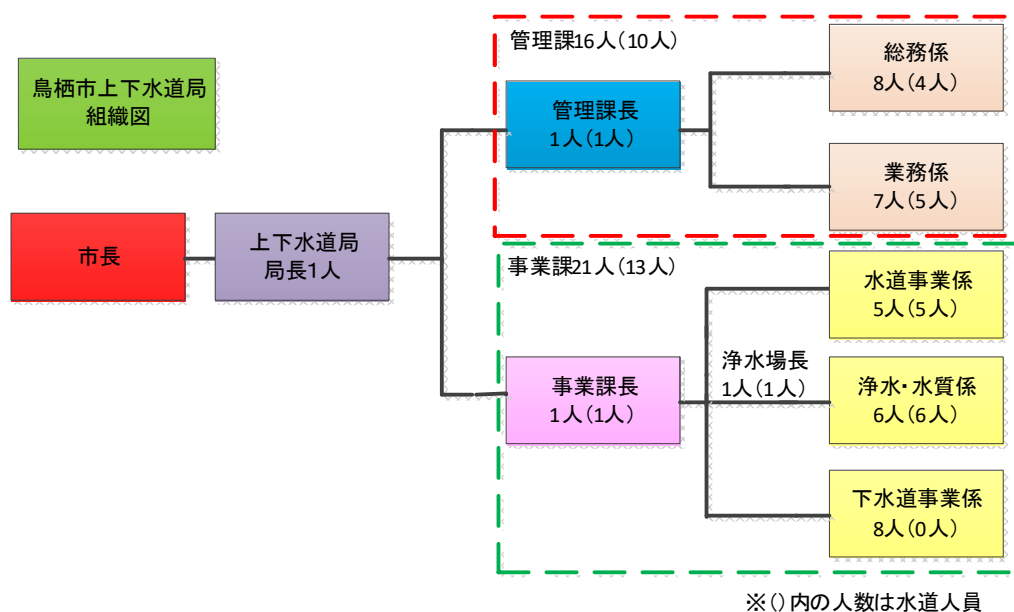 鳥栖市上下水道局
組織図
市長
上下水道局
局長1人
管理課16人(10人)
管理課長
1人(1人)
総務係
8人(4人)
業務係
7人(5人)
事業課21人(13人)
事業課長
1人(1人)
浄水場長
1人(1人)
水道事業係
5人(5人)
浄水・水質係
6人(6人)
下水道事業係
8人(0人)
※()内の人数は水道人員